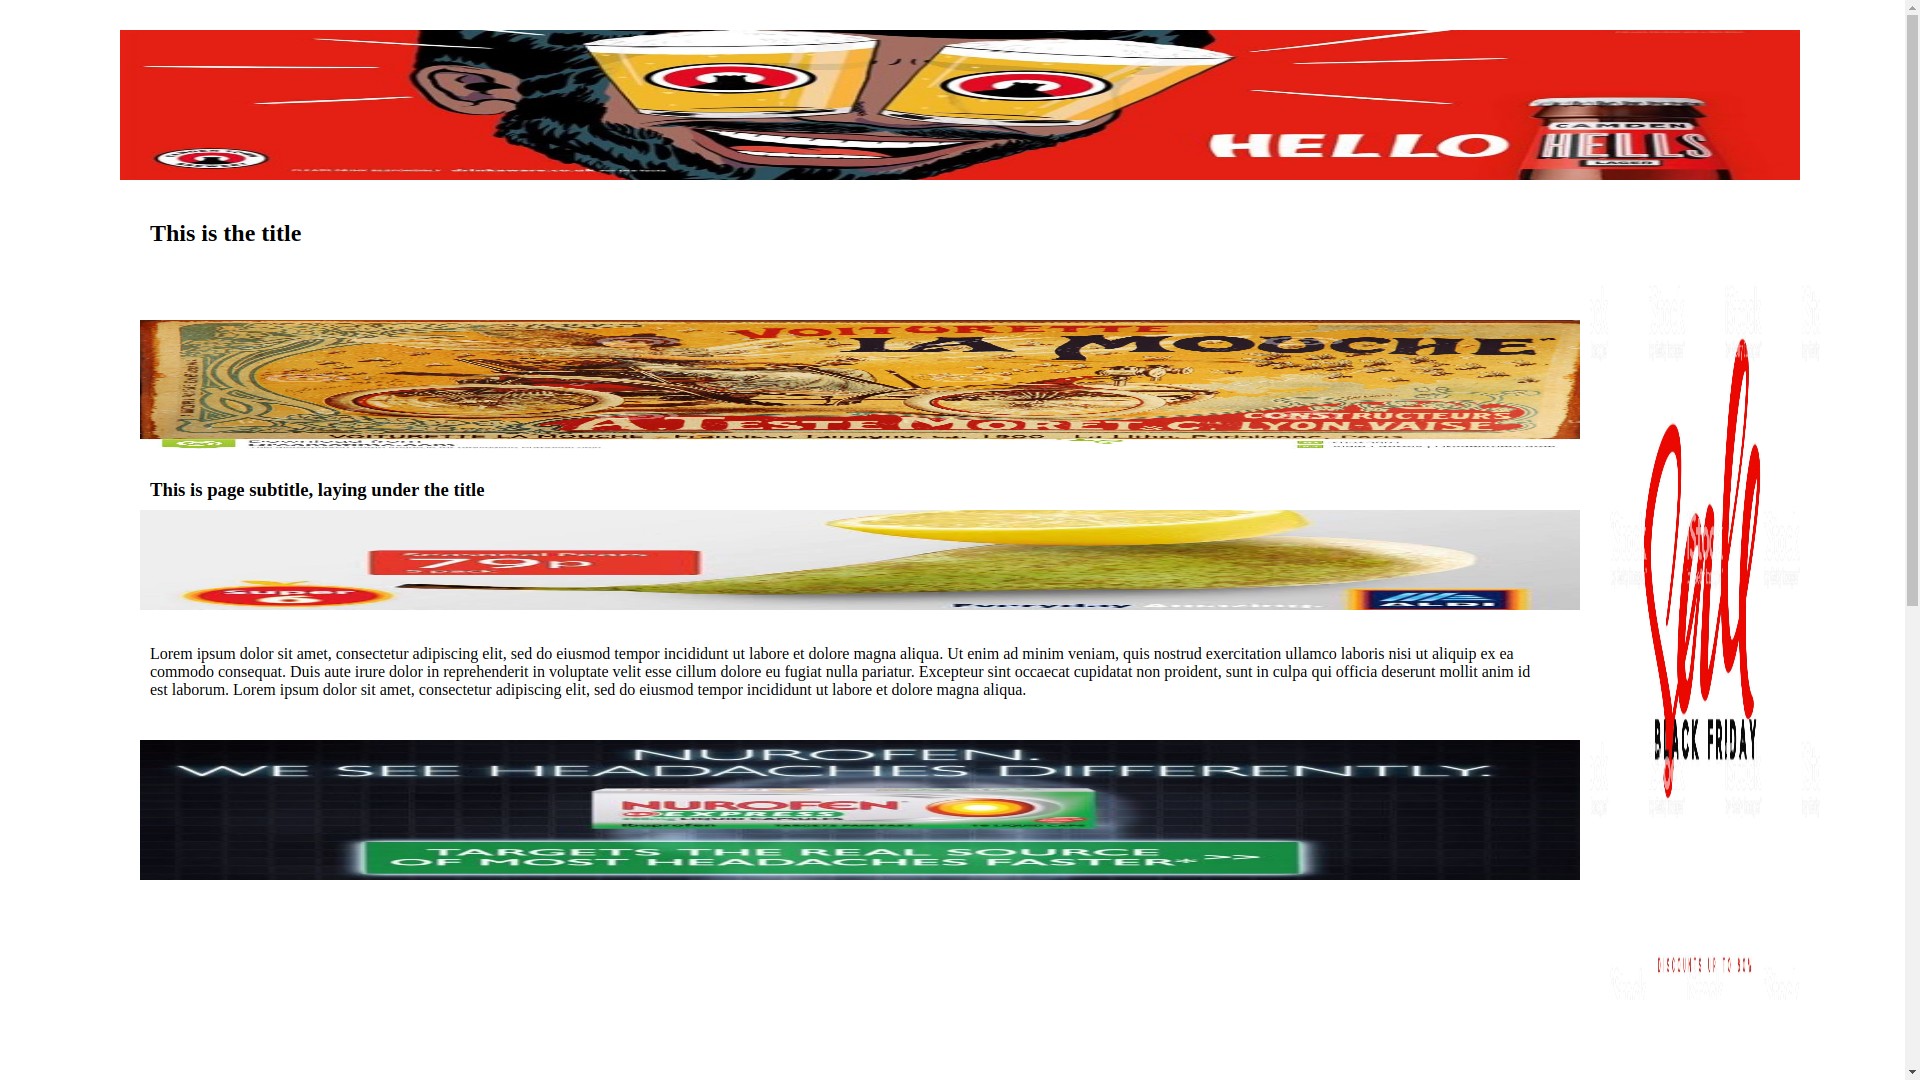 HELLO
CAMDEN
HELLS
LAGER
This is the title
VOITURETTE
LA MOUCHE
CONSTRUCTEURS
A. TESTE MORET & C. LYON-VAISE
This is page subtitle, laying under the title
Seasonal Pears
79p
Super
6
Everyday Amazing.
ALDI
Lorem ipsum dolor sit amet, consectetur adipiscing elit, sed do eiusmod tempor incididunt ut labore et dolore magna aliqua. Ut enim ad minim veniam, quis nostrud exercitation ullamco laboris nisi ut aliquip ex ea
commodo consequat. Duis aute irure dolor in reprehenderit in voluptate velit esse cillum dolore eu fugiat nulla pariatur. Excepteur sint occaecat cupidatat non proident, sunt in culpa qui officia deserunt mollit anim id
est laborum. Lorem ipsum dolor sit amet, consectetur adipiscing elit, sed do eiusmod tempor incididunt ut labore et dolore magna aliqua.
NUROFEN.
WE SEE HEADACHES DIFFERENTLY.
NUROFEN
EXPRESS
LIQUID CAPSULES
TARGETS THE REAL SOURCE
OF MOST HEADACHES FASTER* >>
BLACK FRIDAY
DISCOUNTS UP TO